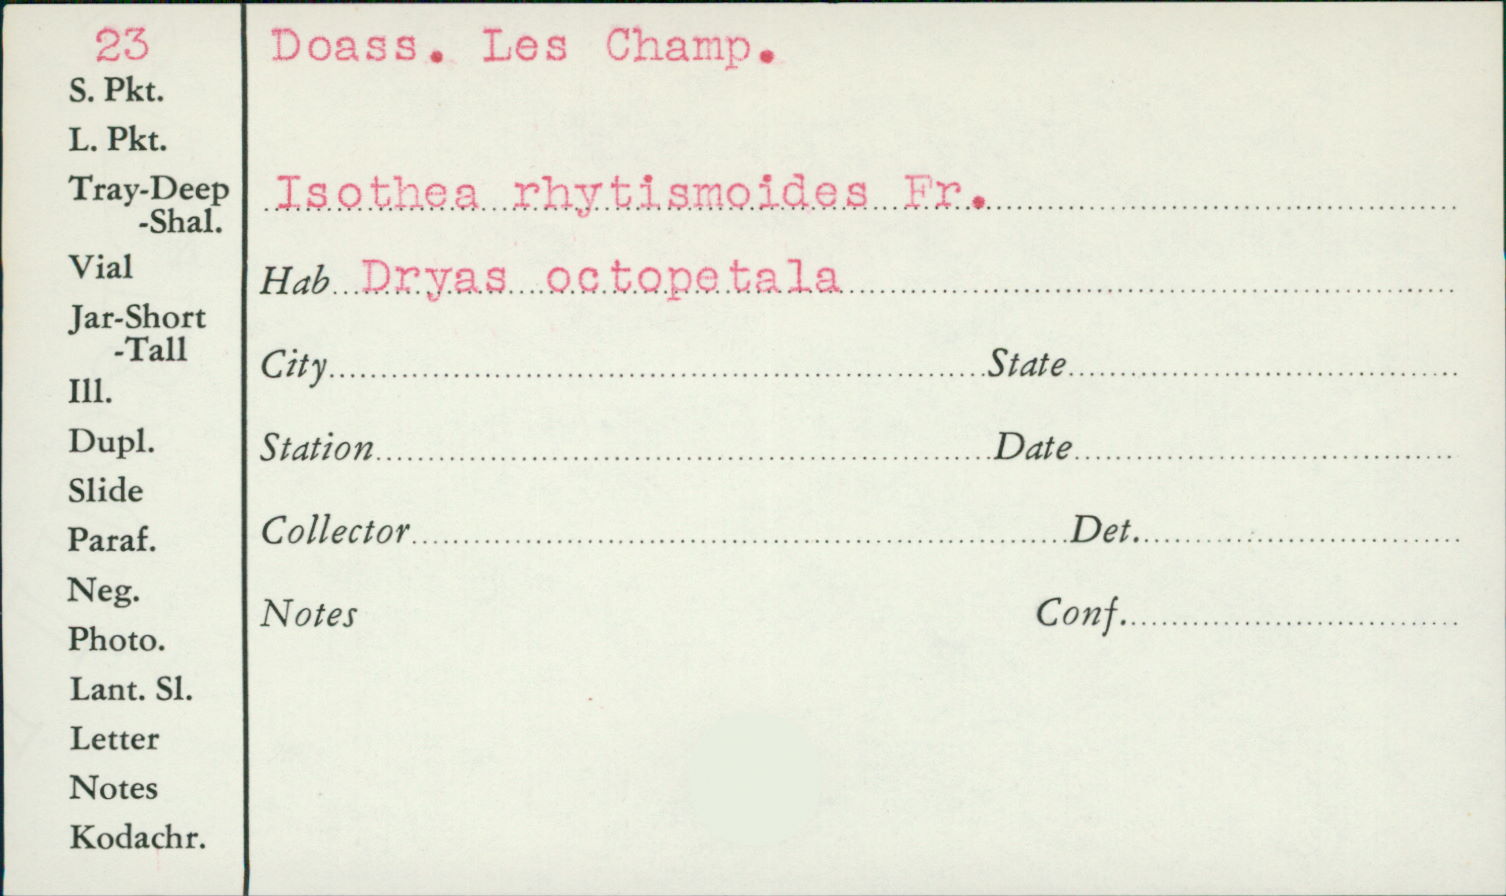 23
S. Pkt.
L. Pkt.
Tray-Deep
-Shal.
Vial
Jar-Short
-Tall
Ill.
Dupl.
Slide
Paraf.
Neg.
Photo.
Lant. Sl.
Letter
Notes
Kodachr.
Doass. Les Champ.
Isothea rhytismoides Fr.
Hab Dryas octopetala
City State
Station Date
Collector Det.
Notes Conf.